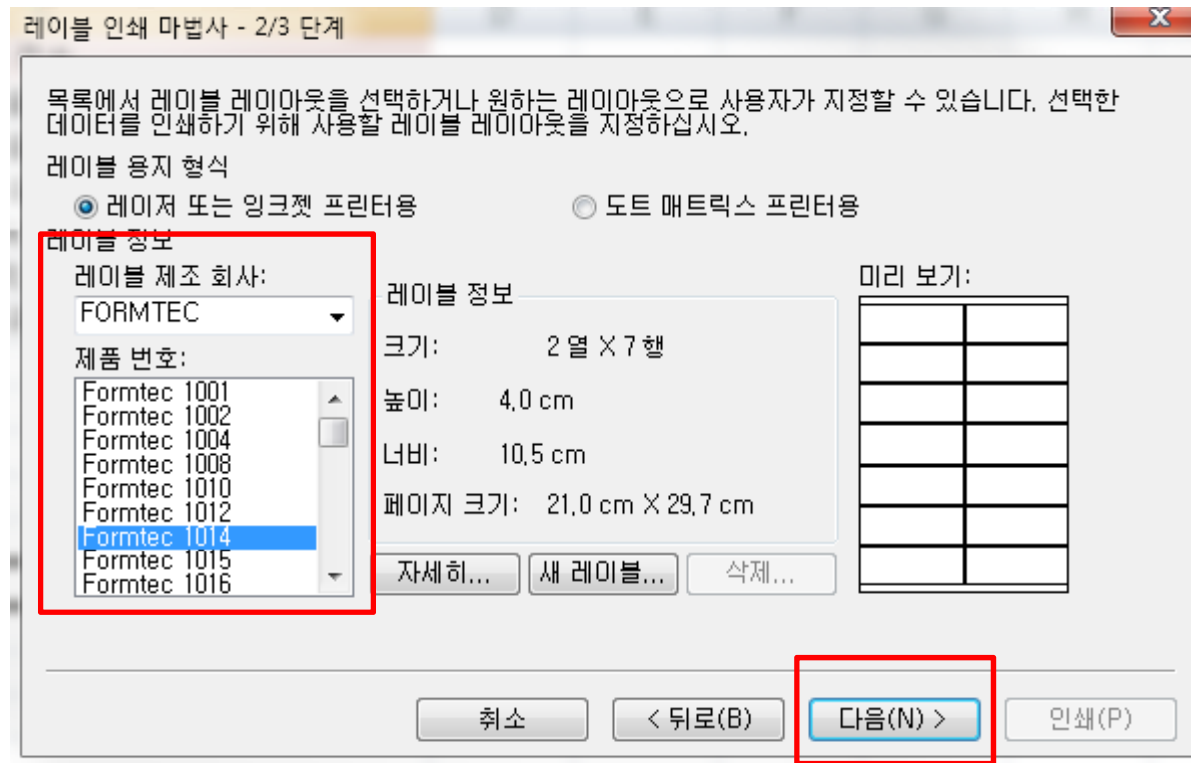 레이블 인쇄 마법사 - 2/3 단계
목록에서 레이블 레이아웃을 선택하거나 원하는 레이아웃으로 사용자가 지정할 수 있습니다. 선택한
데이터를 인쇄하기 위해 사용할 레이블 레이아웃을 지정하십시오.
레이블 용지 형식
레이저 또는 잉크젯 프린터용
도트 매트릭스 프린터용
레이블 정보
레이블 제조 회사:
FORMTEC
제품 번호:
Formtec 1001
Formtec 1002
Formtec 1004
Formtec 1008
Formtec 1010
Formtec 1012
Formtec 1014
Formtec 1015
Formtec 1016
레이블 정보
크기: 2 열 X 7 행
높이: 4,0 cm
너비: 10,5 cm
페이지 크기: 21,0 cm X 29,7 cm
자세히...
새 레이블...
삭제...
미리 보기:
취소
< 뒤로(B)
다음(N) >
인쇄(P)